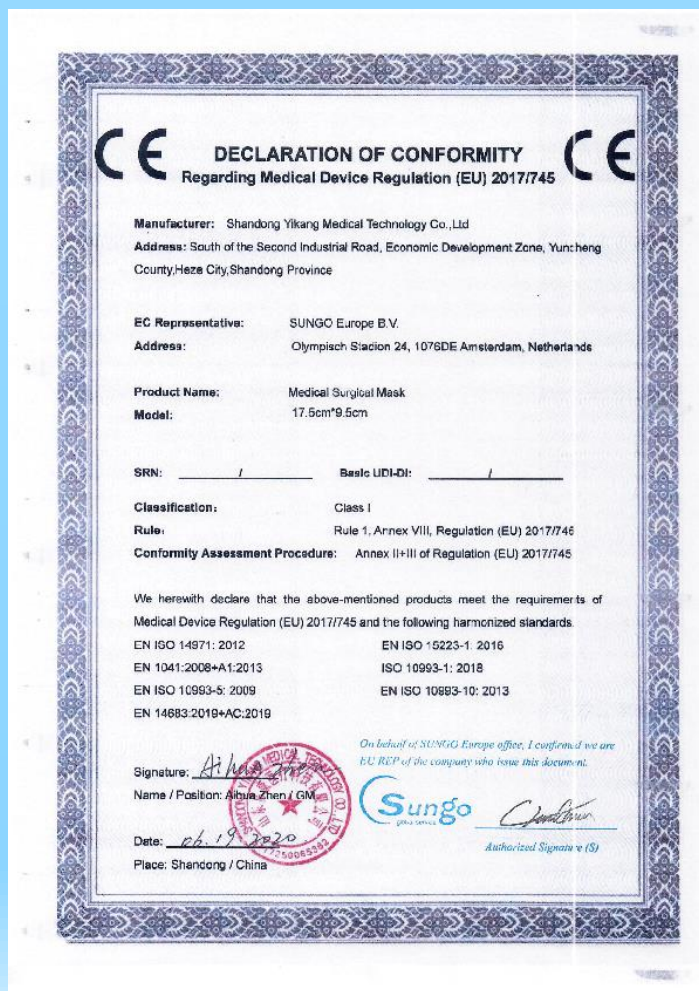 CE DECLARATION OF CONFORMITY CE
Regarding Medical Device Regulation (EU) 2017/745
Manufacturer: Shandong Yikang Medical Technology Co.,Ltd
Address: South of the Second Industrial Road, Economic Development Zone, Yuncheng
County,Heze City,Shandong Province
EC Representative: SUNGO Europe B.V.
Address: Olympisch Stadion 24, 1076DE Amsterdam, Netherlands
Product Name: Medical Surgical Mask
Model: 17.5cm*9.5cm
SRN: / Basic UDI-DI: /
Classification: Class I
Rule: Rule 1, Annex VIII, Regulation (EU) 2017/746
Conformity Assessment Procedure: Annex II+III of Regulation (EU) 2017/745
We herewith declare that the above-mentioned products meet the requirements of
Medical Device Regulation (EU) 2017/745 and the following harmonized standards.
EN ISO 14971: 2012 EN ISO 15223-1: 2016
EN 1041:2008+A1:2013 ISO 10993-1: 2018
EN ISO 10993-5: 2009 EN ISO 10993-10: 2013
EN 14683:2019+AC:2019
On behalf of SUNGO Europe office, I confirmed we are
EU REP of the company who issue this document.
Signature: Aihua Zhen
Name / Position: Aihua Zhen / GM
Sungo
global service
Date: 06.19.2020
Authorized Signature (S)
Place: Shandong / China